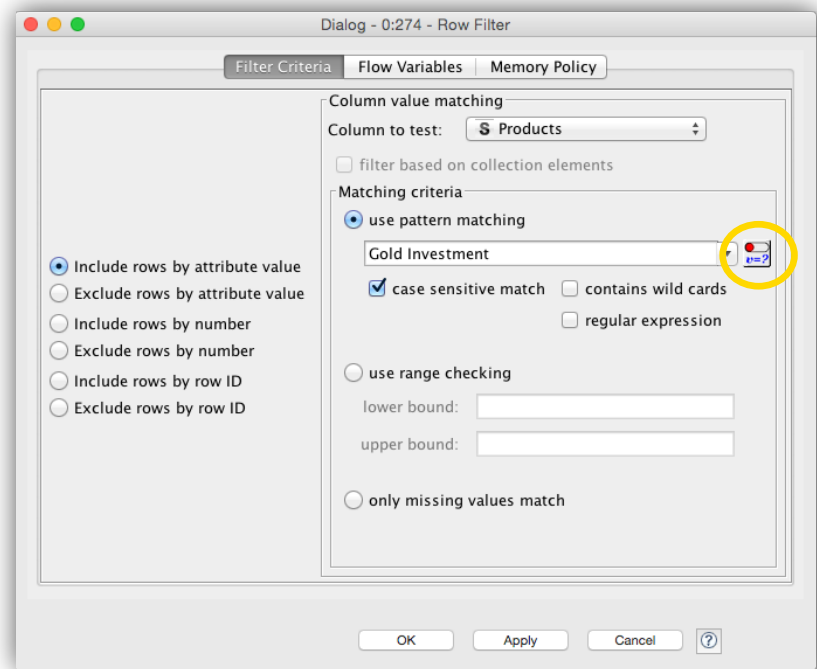 Dialog - 0:274 - Row Filter
Filter Criteria Flow Variables Memory Policy
Column value matching
Column to test: S Products
filter based on collection elements
Matching criteria
use pattern matching
Gold Investment v=?
case sensitive match contains wild cards
regular expression
use range checking
lower bound:
upper bound:
only missing values match
Include rows by attribute value
Exclude rows by attribute value
Include rows by number
Exclude rows by number
Include rows by row ID
Exclude rows by row ID
OK Apply Cancel ?